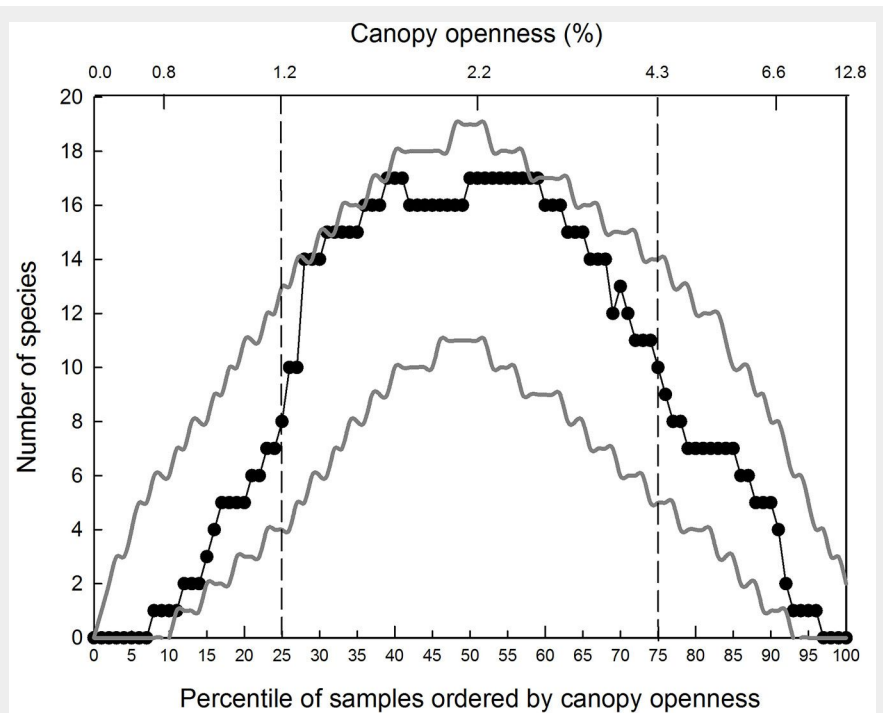 Canopy openness (%)
0.0 0.8 1.2 2.2 4.3 6.6 12.8
20
18
16
14
12
10
8
6
4
2
0
Number of species
0 5 10 15 20 25 30 35 40 45 50 55 60 65 70 75 80 85 90 95 100
Percentile of samples ordered by canopy openness